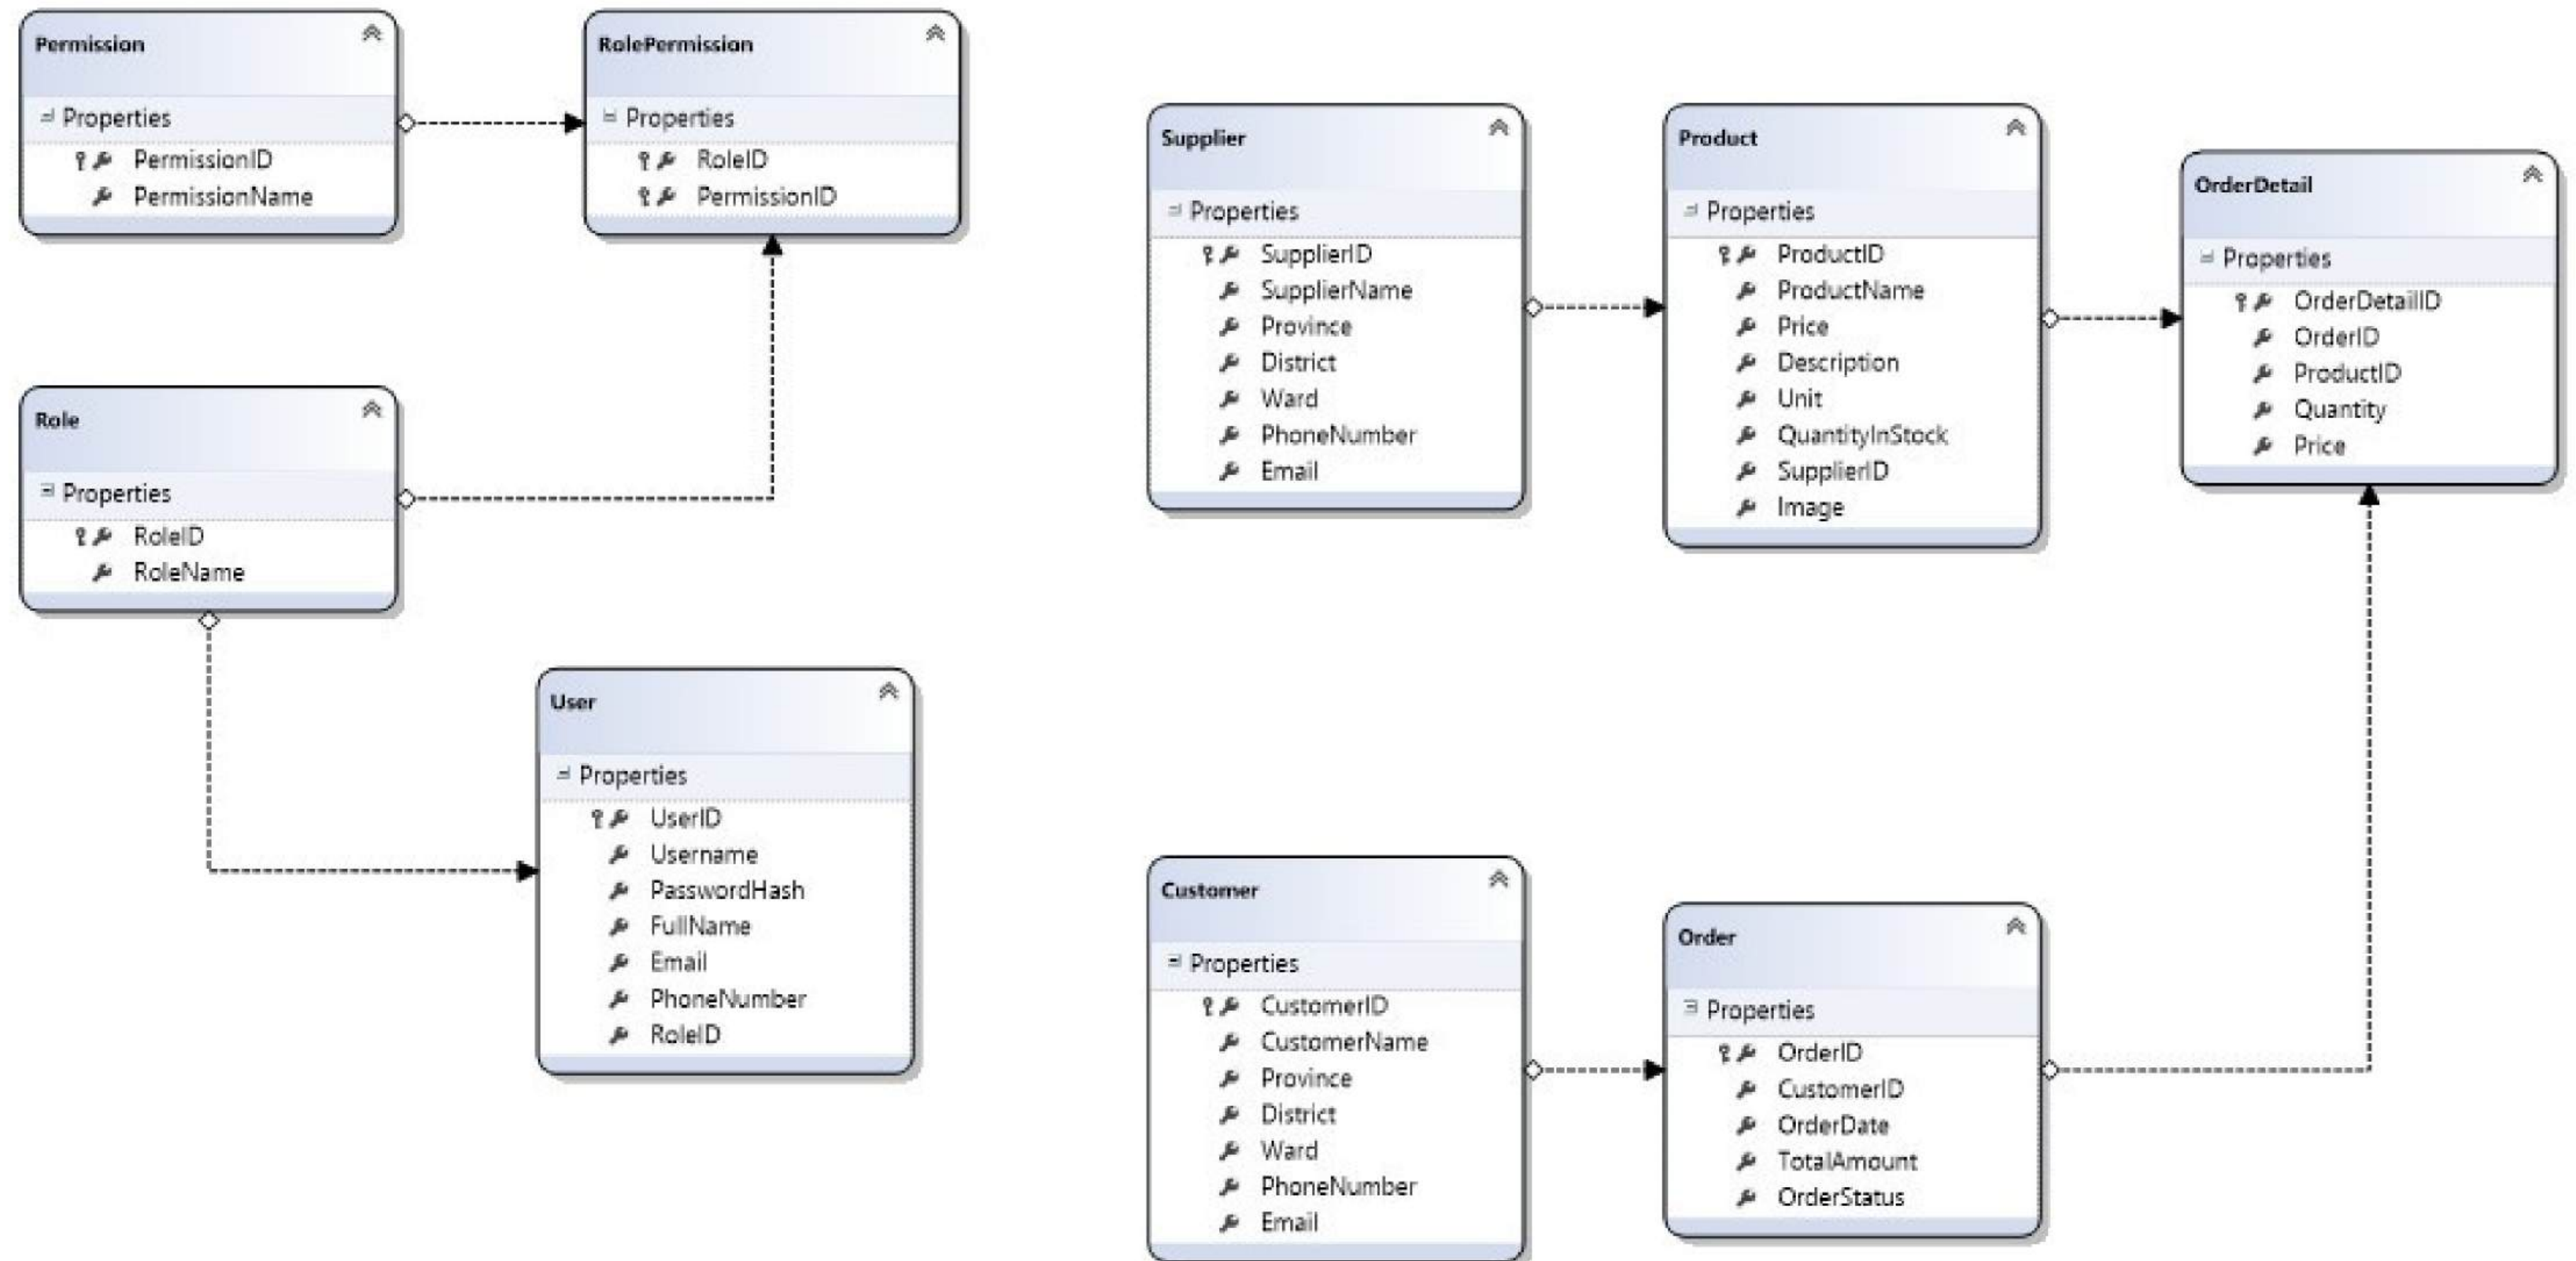 Permission
Properties
PermissionID
PermissionName
RolePermission
Properties
RoleID
PermissionID
Role
Properties
RoleID
RoleName
User
Properties
UserID
Username
PasswordHash
FullName
Email
PhoneNumber
RoleID
Supplier
Properties
SupplierID
SupplierName
Province
District
Ward
PhoneNumber
Email
Product
Properties
ProductID
ProductName
Price
Description
Unit
QuantityInStock
SupplierID
Image
OrderDetail
Properties
OrderDetailID
OrderID
ProductID
Quantity
Price
Customer
Properties
CustomerID
CustomerName
Province
District
Ward
PhoneNumber
Email
Order
Properties
OrderID
CustomerID
OrderDate
TotalAmount
OrderStatus